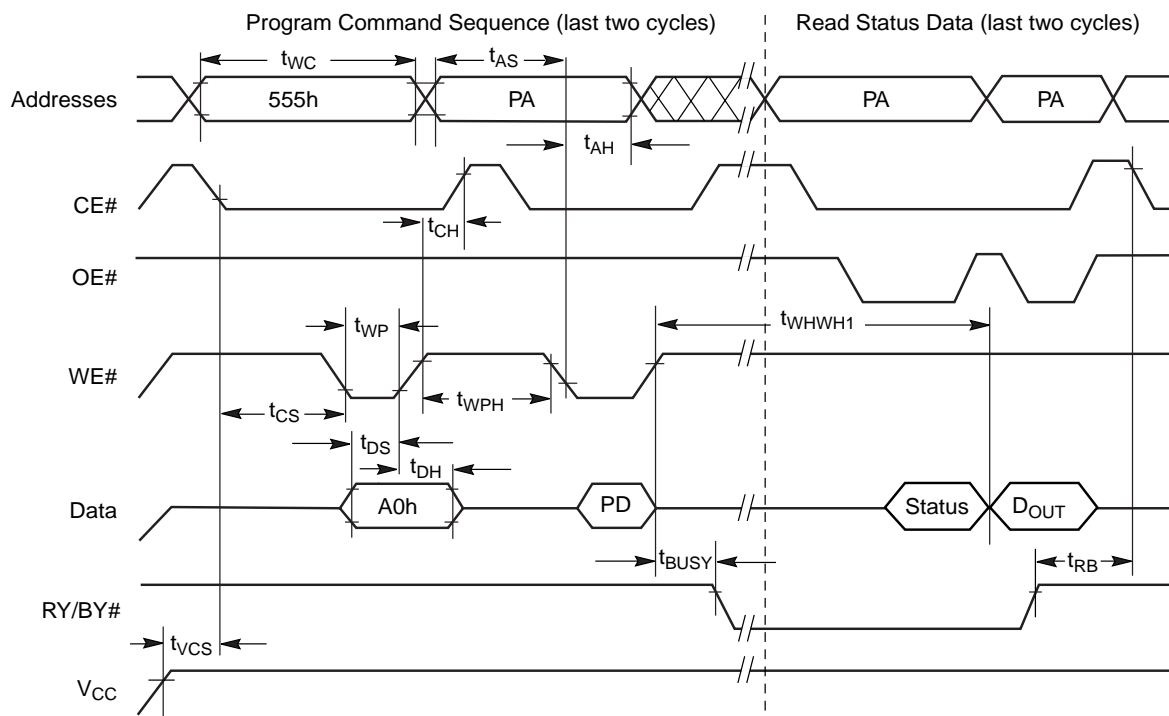 Program Command Sequence (last two cycles) Read Status Data (last two cycles)
tWC tAS
Addresses 555h PA PA PA
tAH
CE#
tCH
OE#
tWP tWHWH1
WE#
tCS tWPH
tDS
tDH
Data A0h PD Status DOUT
tBUSY tRB
RY/BY#
tVCS
VCC